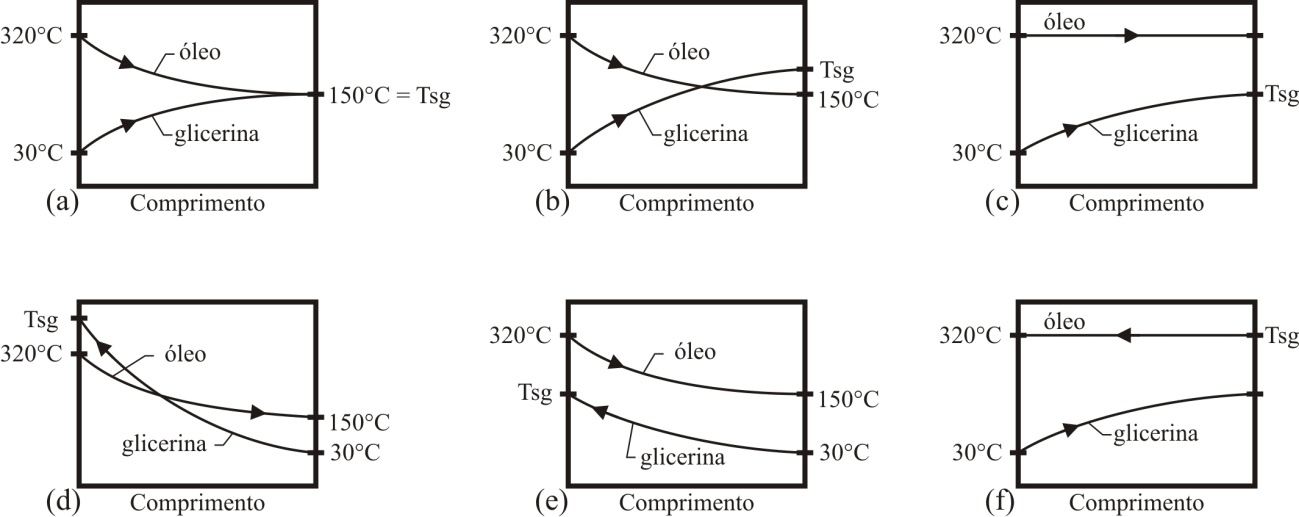 320°C
óleo
150°C = Tsg
glicerina
30°C
(a)
Comprimento
320°C
óleo
Tsg
150°C
glicerina
30°C
(b)
Comprimento
óleo
320°C
Tsg
glicerina
30°C
(c)
Comprimento
Tsg
320°C
óleo
150°C
glicerina
30°C
(d)
Comprimento
320°C
óleo
Tsg
150°C
glicerina
30°C
(e)
Comprimento
óleo
320°C
Tsg
glicerina
30°C
(f)
Comprimento